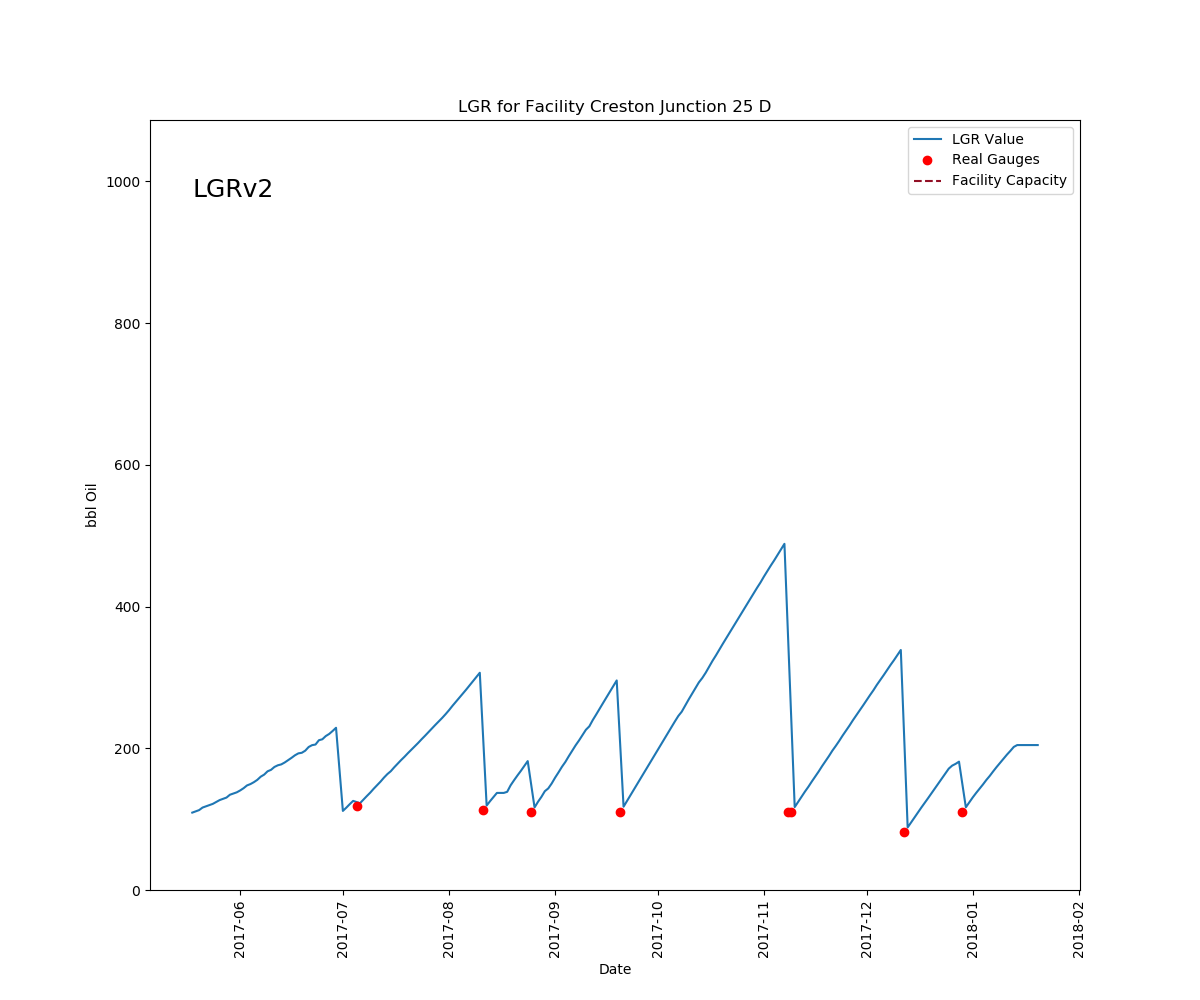 LGR for Facility Creston Junction 25 D
LGR Value
Real Gauges
Facility Capacity
LGRv2
1000
800
600
400
200
0
bbl Oil
2017-06
2017-07
2017-08
2017-09
2017-10
2017-11
2017-12
2018-01
2018-02
Date